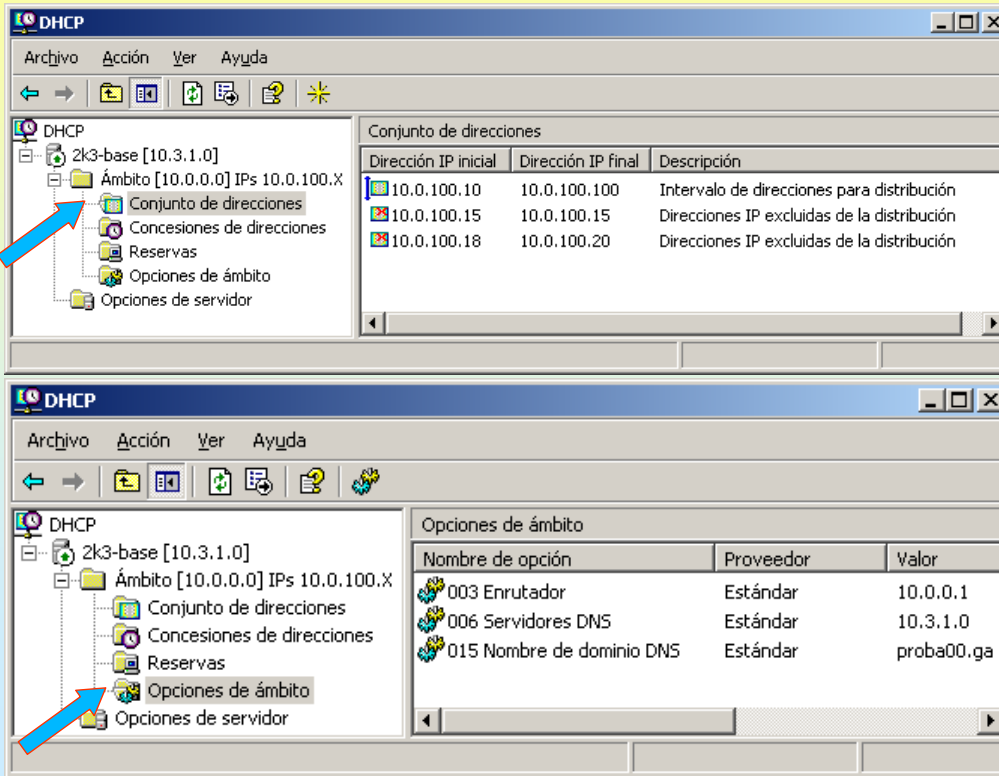 DHCP
Archivo Acción Ver Ayuda
DHCP
2k3-base [10.3.1.0]
Ámbito [10.0.0.0] IPs 10.0.100.X
Conjunto de direcciones
Concesiones de direcciones
Reservas
Opciones de ámbito
Opciones de servidor
Conjunto de direcciones
Dirección IP inicial Dirección IP final Descripción
10.0.100.10 10.0.100.100 Intervalo de direcciones para distribución
10.0.100.15 10.0.100.15 Direcciones IP excluidas de la distribución
10.0.100.18 10.0.100.20 Direcciones IP excluidas de la distribución
DHCP
Archivo Acción Ver Ayuda
DHCP
2k3-base [10.3.1.0]
Ámbito [10.0.0.0] IPs 10.0.100.X
Conjunto de direcciones
Concesiones de direcciones
Reservas
Opciones de ámbito
Opciones de servidor
Opciones de ámbito
Nombre de opción Proveedor Valor
003 Enrutador Estándar 10.0.0.1
006 Servidores DNS Estándar 10.3.1.0
015 Nombre de dominio DNS Estándar proba00.ga